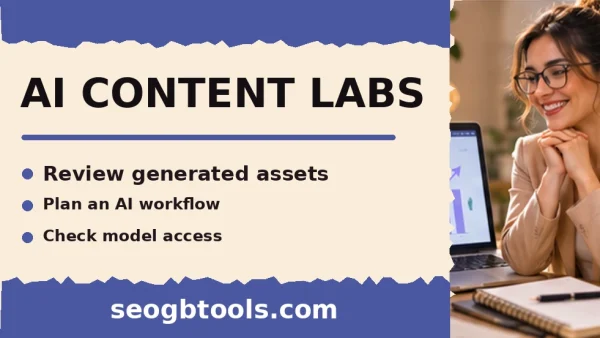 AI CONTENT LABS
Review generated assets
Plan an AI workflow
Check model access
seogbtools.com